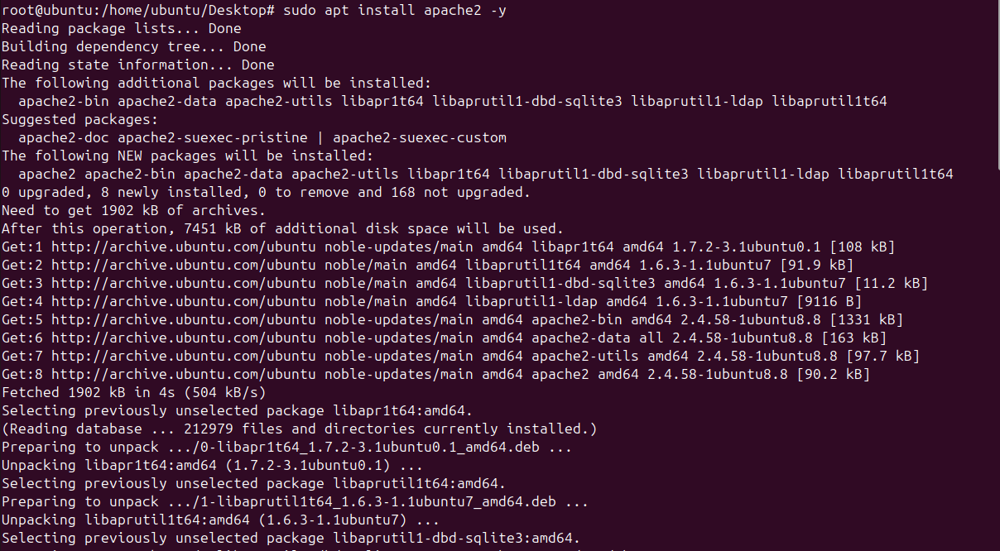 root@ubuntu:/home/ubuntu/Desktop# sudo apt install apache2 -y
Reading package lists... Done
Building dependency tree... Done
Reading state information... Done
The following additional packages will be installed:
  apache2-bin apache2-data apache2-utils libapr1t64 libaprutil1-dbd-sqlite3 libaprutil1-ldap libaprutil1t64
Suggested packages:
  apache2-doc apache2-suexec-pristine | apache2-suexec-custom
The following NEW packages will be installed:
  apache2 apache2-bin apache2-data apache2-utils libapr1t64 libaprutil1-dbd-sqlite3 libaprutil1-ldap libaprutil1t64
0 upgraded, 8 newly installed, 0 to remove and 168 not upgraded.
Need to get 1902 kB of archives.
After this operation, 7451 kB of additional disk space will be used.
Get:1 http://archive.ubuntu.com/ubuntu noble-updates/main amd64 libapr1t64 amd64 1.7.2-3.1ubuntu0.1 [108 kB]
Get:2 http://archive.ubuntu.com/ubuntu noble/main amd64 libaprutil1t64 amd64 1.6.3-1.1ubuntu7 [91.9 kB]
Get:3 http://archive.ubuntu.com/ubuntu noble/main amd64 libaprutil1-dbd-sqlite3 amd64 1.6.3-1.1ubuntu7 [11.2 kB]
Get:4 http://archive.ubuntu.com/ubuntu noble/main amd64 libaprutil1-ldap amd64 1.6.3-1.1ubuntu7 [9116 B]
Get:5 http://archive.ubuntu.com/ubuntu noble-updates/main amd64 apache2-bin amd64 2.4.58-1ubuntu8.8 [1331 kB]
Get:6 http://archive.ubuntu.com/ubuntu noble-updates/main amd64 apache2-data all 2.4.58-1ubuntu8.8 [163 kB]
Get:7 http://archive.ubuntu.com/ubuntu noble-updates/main amd64 apache2-utils amd64 2.4.58-1ubuntu8.8 [97.7 kB]
Get:8 http://archive.ubuntu.com/ubuntu noble-updates/main amd64 apache2 amd64 2.4.58-1ubuntu8.8 [90.2 kB]
Fetched 1902 kB in 4s (504 kB/s)
Selecting previously unselected package libapr1t64:amd64.
(Reading database ... 212979 files and directories currently installed.)
Preparing to unpack .../0-libapr1t64_1.7.2-3.1ubuntu0.1_amd64.deb ...
Unpacking libapr1t64:amd64 (1.7.2-3.1ubuntu0.1) ...
Selecting previously unselected package libaprutil1t64:amd64.
Preparing to unpack .../1-libaprutil1t64_1.6.3-1.1ubuntu7_amd64.deb ...
Unpacking libaprutil1t64:amd64 (1.6.3-1.1ubuntu7) ...
Selecting previously unselected package libaprutil1-dbd-sqlite3:amd64.